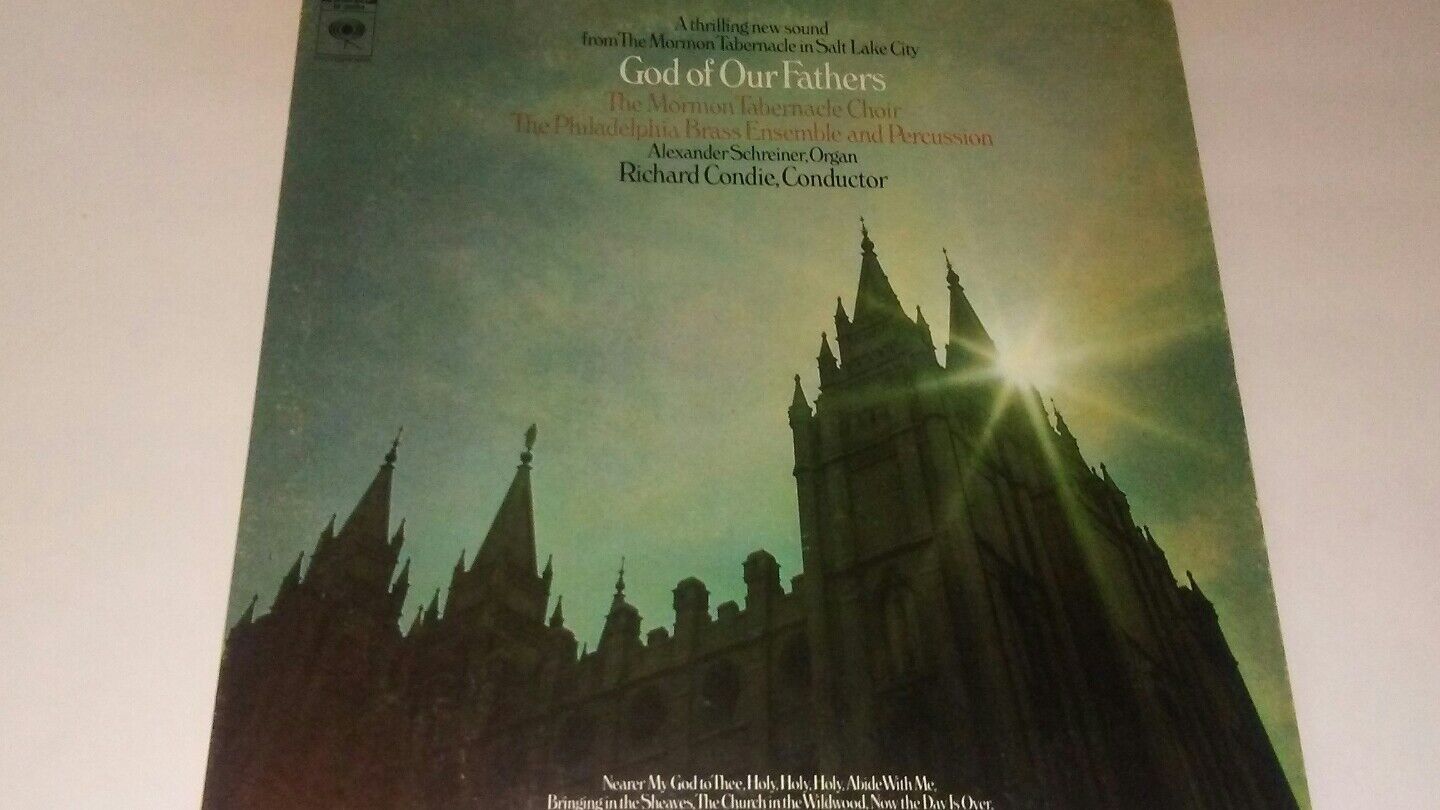 A thrilling new sound
from The Mormon Tabernacle in Salt Lake City
God of Our Fathers
The Mormon Tabernacle Choir
The Philadelphia Brass Ensemble and Percussion
Alexander Schreiner, Organ
Richard Condie, Conductor
Nearer My God to Thee, Holy, Holy, Holy, Abide With Me,
Bringing in the Sheaves, The Church in the Wildwood, Now the Day Is Over,